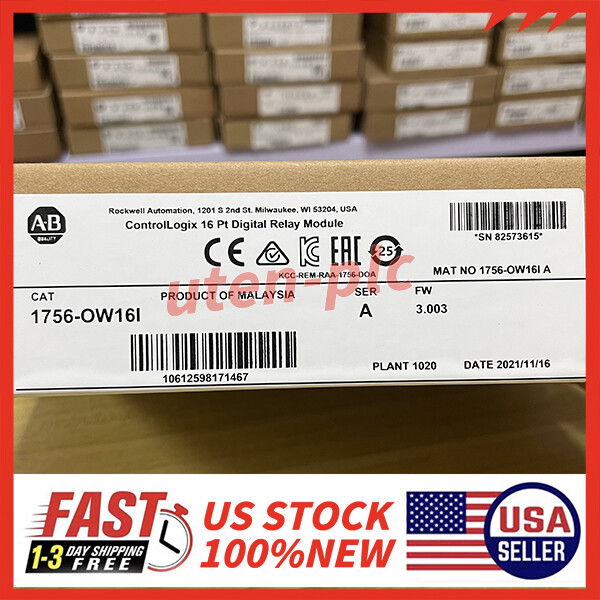 Rockwell Automation, 1201 S 2nd St. Milwaukee, WI 53204, USA
ControlLogix 16 Pt Digital Relay Module
A-B
QUALITY
CE
EAC
25
KCC-REM-RAA-1756-DOA
*SN 82573615*
MAT NO 1756-OW16I A
uten-plc
CAT
PRODUCT OF MALAYSIA
SER
FW
1756-OW16I
A
3.003
10612598171467
PLANT 1020
DATE 2021/11/16
FAST
1-3 DAY SHIPPING
FREE
US STOCK
100%NEW
USA
SELLER